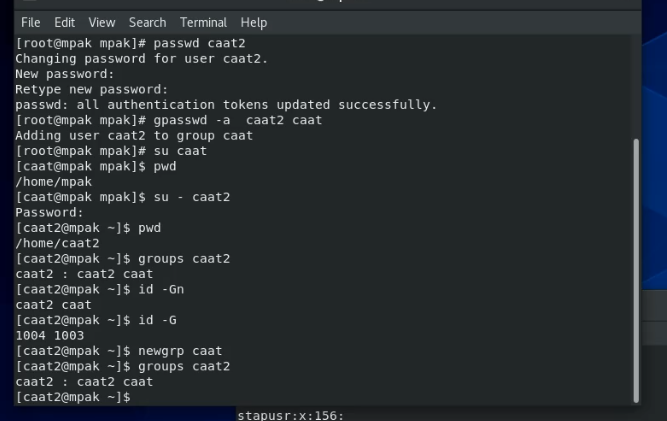 File Edit View Search Terminal Help
[root@mpak mpak]# passwd caat2
Changing password for user caat2.
New password:
Retype new password:
passwd: all authentication tokens updated successfully.
[root@mpak mpak]# gpasswd -a  caat2 caat
Adding user caat2 to group caat
[root@mpak mpak]# su caat
[caat@mpak mpak]$ pwd
/home/mpak
[caat@mpak mpak]$ su - caat2
Password:
[caat2@mpak ~]$ pwd
/home/caat2
[caat2@mpak ~]$ groups caat2
caat2 : caat2 caat
[caat2@mpak ~]$ id -Gn
caat2 caat
[caat2@mpak ~]$ id -G
1004 1003
[caat2@mpak ~]$ newgrp caat
[caat2@mpak ~]$ groups caat2
caat2 : caat2 caat
[caat2@mpak ~]$
stapusr:x:156: